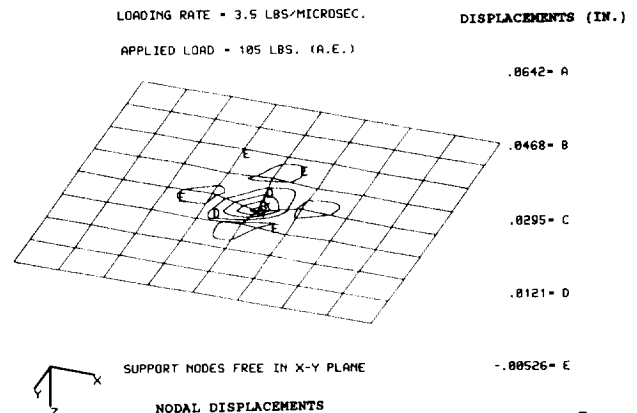 LOADING RATE = 3.5 LBS/MICROSEC.
DISPLACEMENTS (IN.)
APPLIED LOAD = 105 LBS. (A.E.)
.0642= A
.0468= B
.0295= C
.0121= D
-.00526= E
E
E
E
D
D
E
SUPPORT NODES FREE IN X-Y PLANE
X
Y
Z
NODAL DISPLACEMENTS